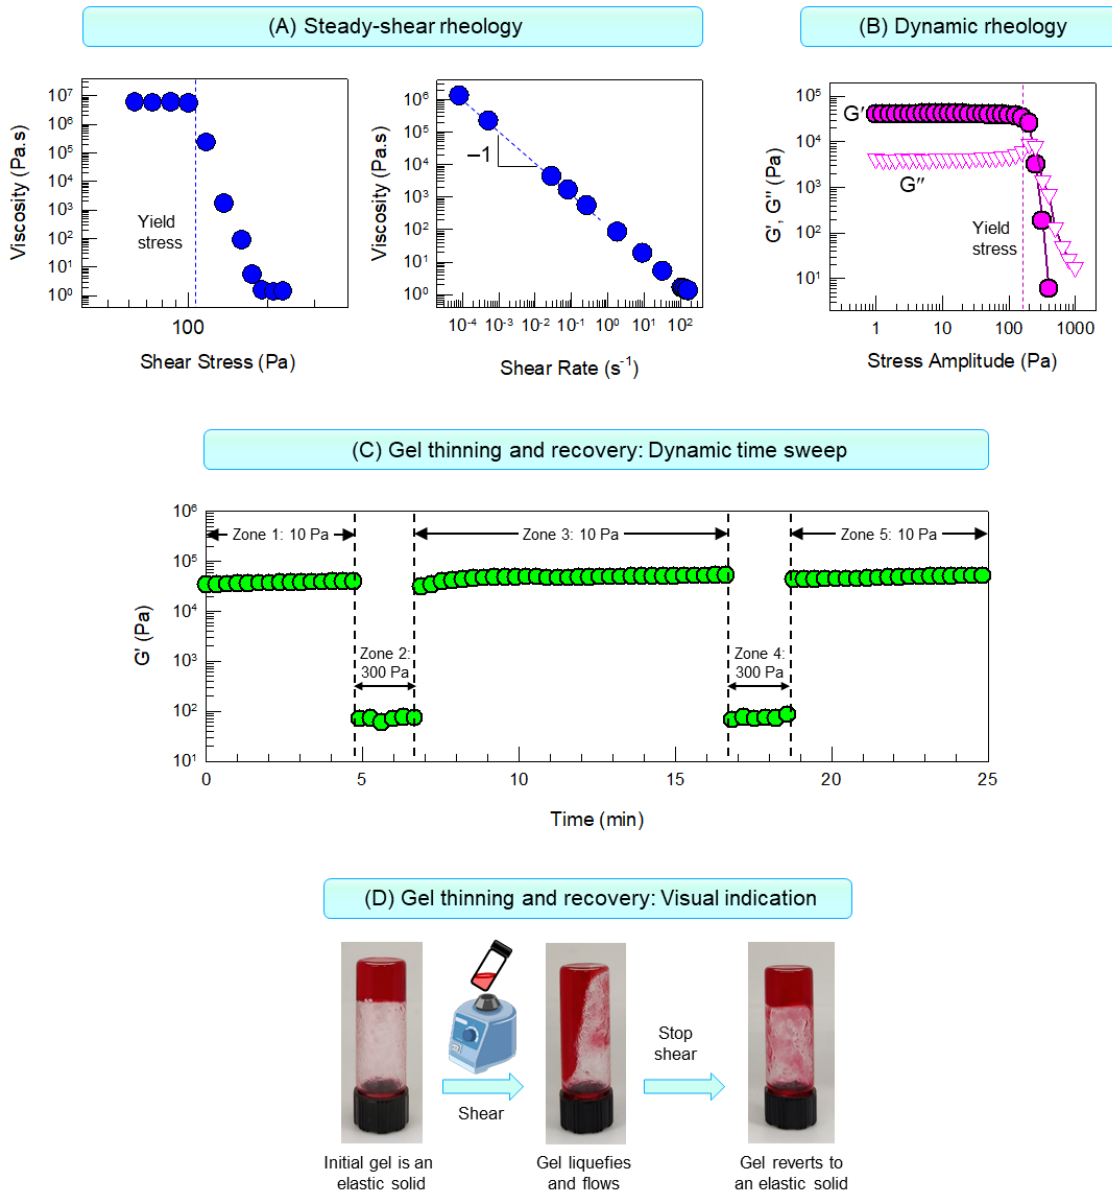 (A) Steady-shear rheology
(B) Dynamic rheology
Viscosity (Pa.s)
10⁷
10⁶
10⁵
10⁴
10³
10²
10¹
10⁰
Yield
stress
100
Shear Stress (Pa)
Viscosity (Pa.s)
10⁶
10⁵
10⁴
10³
10²
10¹
10⁰
–1
10⁻⁴ 10⁻³ 10⁻² 10⁻¹ 10⁰ 10¹ 10²
Shear Rate (s⁻¹)
G′, G″ (Pa)
10⁵
10⁴
10³
10²
10¹
G′
G″
Yield
stress
1 10 100 1000
Stress Amplitude (Pa)
(C) Gel thinning and recovery: Dynamic time sweep
G′ (Pa)
10⁶
10⁵
10⁴
10³
10²
10¹
Zone 1: 10 Pa
Zone 2:
300 Pa
Zone 3: 10 Pa
Zone 4:
300 Pa
Zone 5: 10 Pa
0 5 10 15 20 25
Time (min)
(D) Gel thinning and recovery: Visual indication
Shear
Stop
shear
Initial gel is an
elastic solid
Gel liquefies
and flows
Gel reverts to
an elastic solid